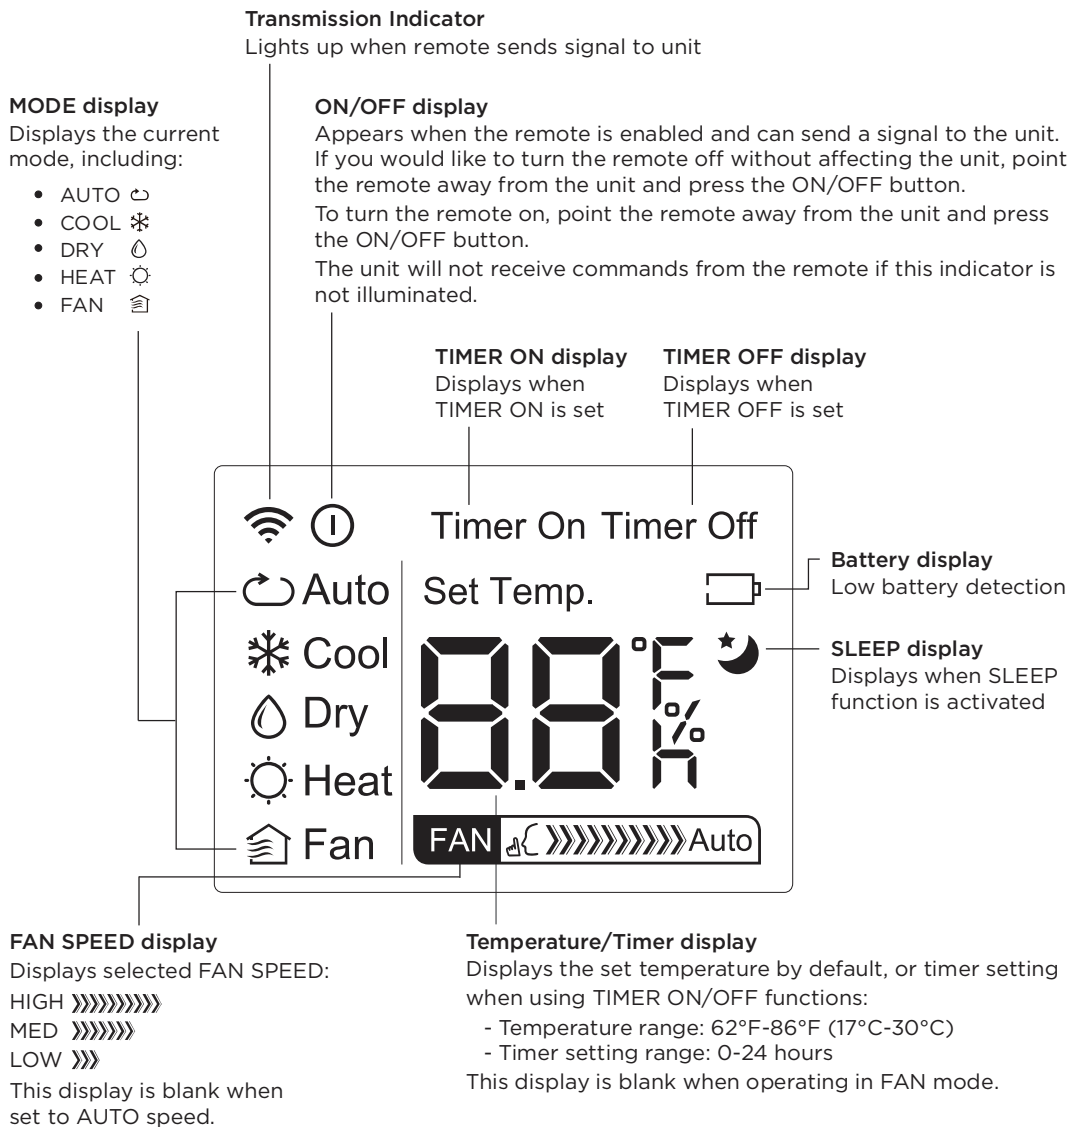 Transmission Indicator
Lights up when remote sends signal to unit
MODE display
Displays the current
mode, including:
• AUTO
• COOL
• DRY
• HEAT
• FAN
ON/OFF display
Appears when the remote is enabled and can send a signal to the unit.
If you would like to turn the remote off without affecting the unit, point
the remote away from the unit and press the ON/OFF button.
To turn the remote on, point the remote away from the unit and press
the ON/OFF button.
The unit will not receive commands from the remote if this indicator is
not illuminated.
TIMER ON display
Displays when
TIMER ON is set
TIMER OFF display
Displays when
TIMER OFF is set
Timer On Timer Off
Auto
Cool
Dry
Heat
Fan
Set Temp.
88 °F
%
h
FAN Auto
Battery display
Low battery detection
SLEEP display
Displays when SLEEP
function is activated
FAN SPEED display
Displays selected FAN SPEED:
HIGH
MED
LOW
This display is blank when
set to AUTO speed.
Temperature/Timer display
Displays the set temperature by default, or timer setting
when using TIMER ON/OFF functions:
- Temperature range: 62°F-86°F (17°C-30°C)
- Timer setting range: 0-24 hours
This display is blank when operating in FAN mode.